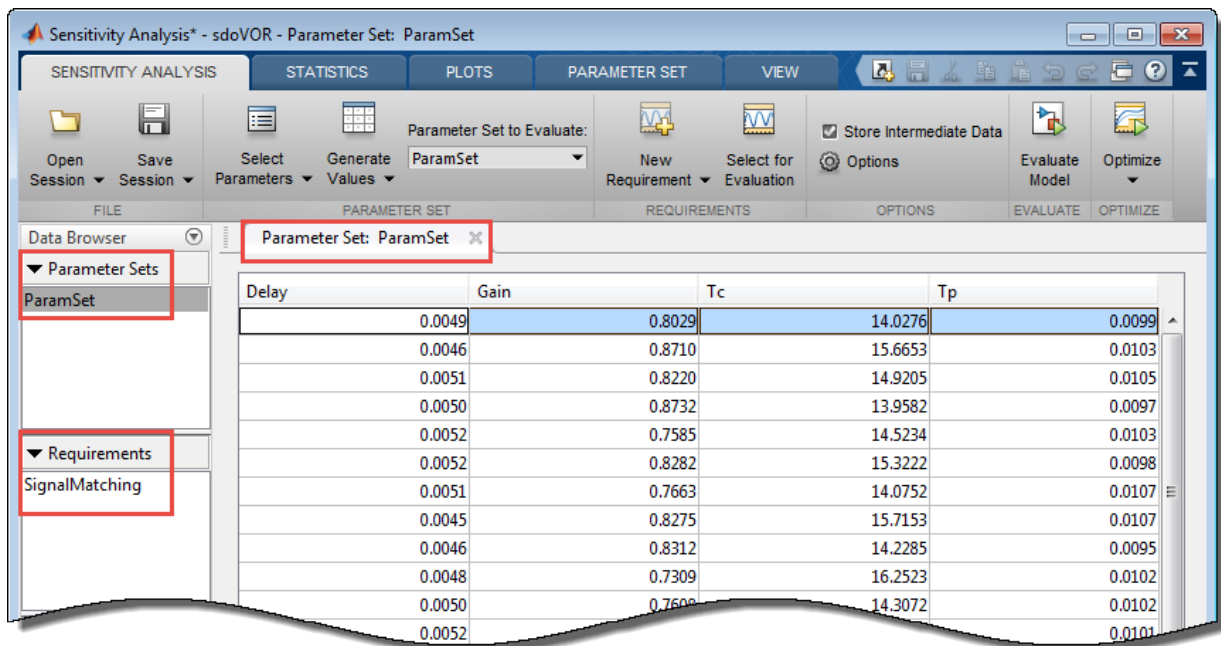 Sensitivity Analysis* - sdoVOR - Parameter Set: ParamSet
SENSITIVITY ANALYSIS STATISTICS PLOTS PARAMETER SET VIEW
Open Session
Save Session
Select Parameters
Generate Values
Parameter Set to Evaluate:
ParamSet
New Requirement
Select for Evaluation
Store Intermediate Data
Options
Evaluate Model
Optimize
FILE PARAMETER SET REQUIREMENTS OPTIONS EVALUATE OPTIMIZE
Data Browser
Parameter Sets
ParamSet
Requirements
SignalMatching
Parameter Set: ParamSet
Delay Gain Tc Tp
0.0049 0.8029 14.0276 0.0099
0.0046 0.8710 15.6653 0.0103
0.0051 0.8220 14.9205 0.0105
0.0050 0.8732 13.9582 0.0097
0.0052 0.7585 14.5234 0.0103
0.0052 0.8282 15.3222 0.0098
0.0051 0.7663 14.0752 0.0107
0.0045 0.8275 15.7153 0.0107
0.0046 0.8312 14.2285 0.0095
0.0048 0.7309 16.2523 0.0102
0.0050 14.3072 0.0102
0.0052 0.0101